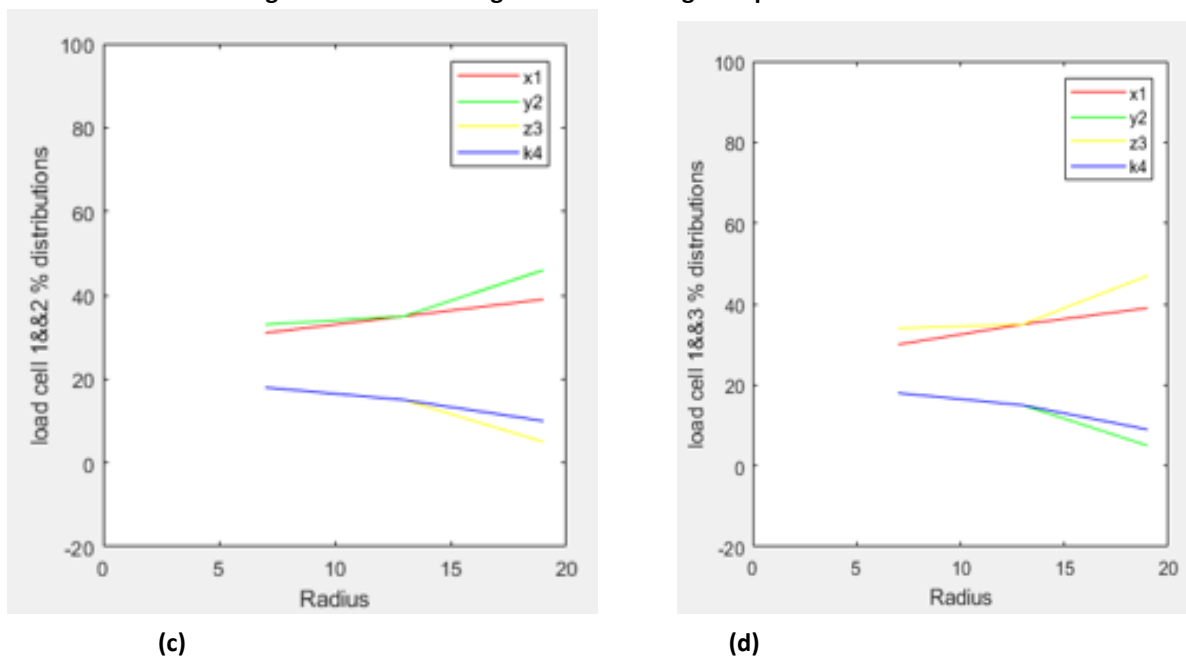 100
80
60
40
20
0
-20
0 5 10 15 20
load cell 1&&2 % distributions
Radius
x1
y2
z3
k4
(c)
100
80
60
40
20
0
-20
0 5 10 15 20
load cell 1&&3 % distributions
Radius
x1
y2
z3
k4
(d)